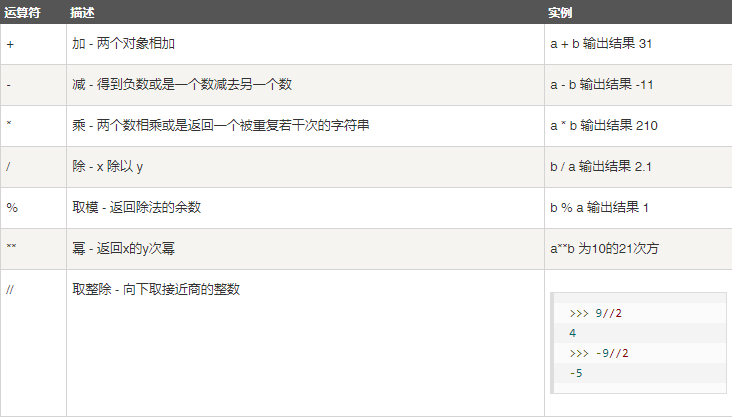 运算符 描述 实例
+ 加 - 两个对象相加 a + b 输出结果 31
- 减 - 得到负数或是一个数减去另一个数 a - b 输出结果 -11
* 乘 - 两个数相乘或是返回一个被重复若干次的字符串 a * b 输出结果 210
/ 除 - x 除以 y b / a 输出结果 2.1
% 取模 - 返回除法的余数 b % a 输出结果 1
** 幂 - 返回x的y次幂 a**b 为10的21次方
// 取整除 - 向下取接近商的整数
>>> 9//2
4
>>> -9//2
-5